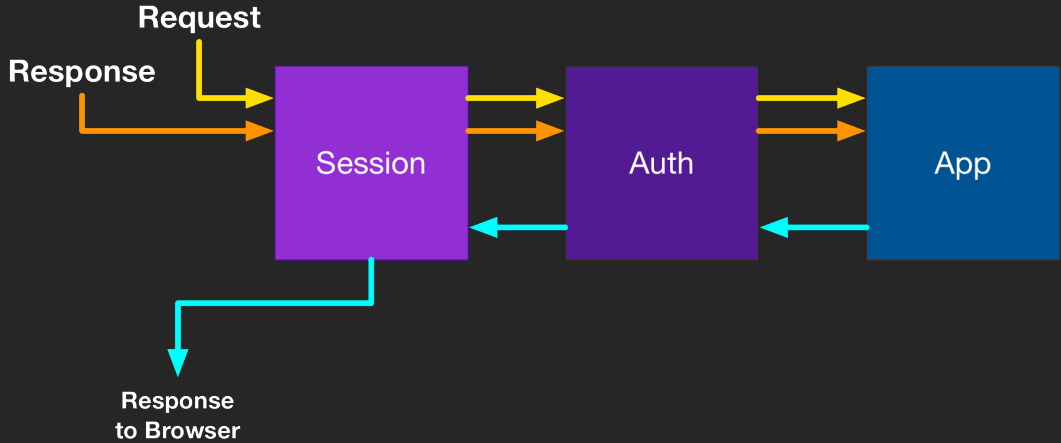 Request
Response
Session
Auth
App
Response
to Browser